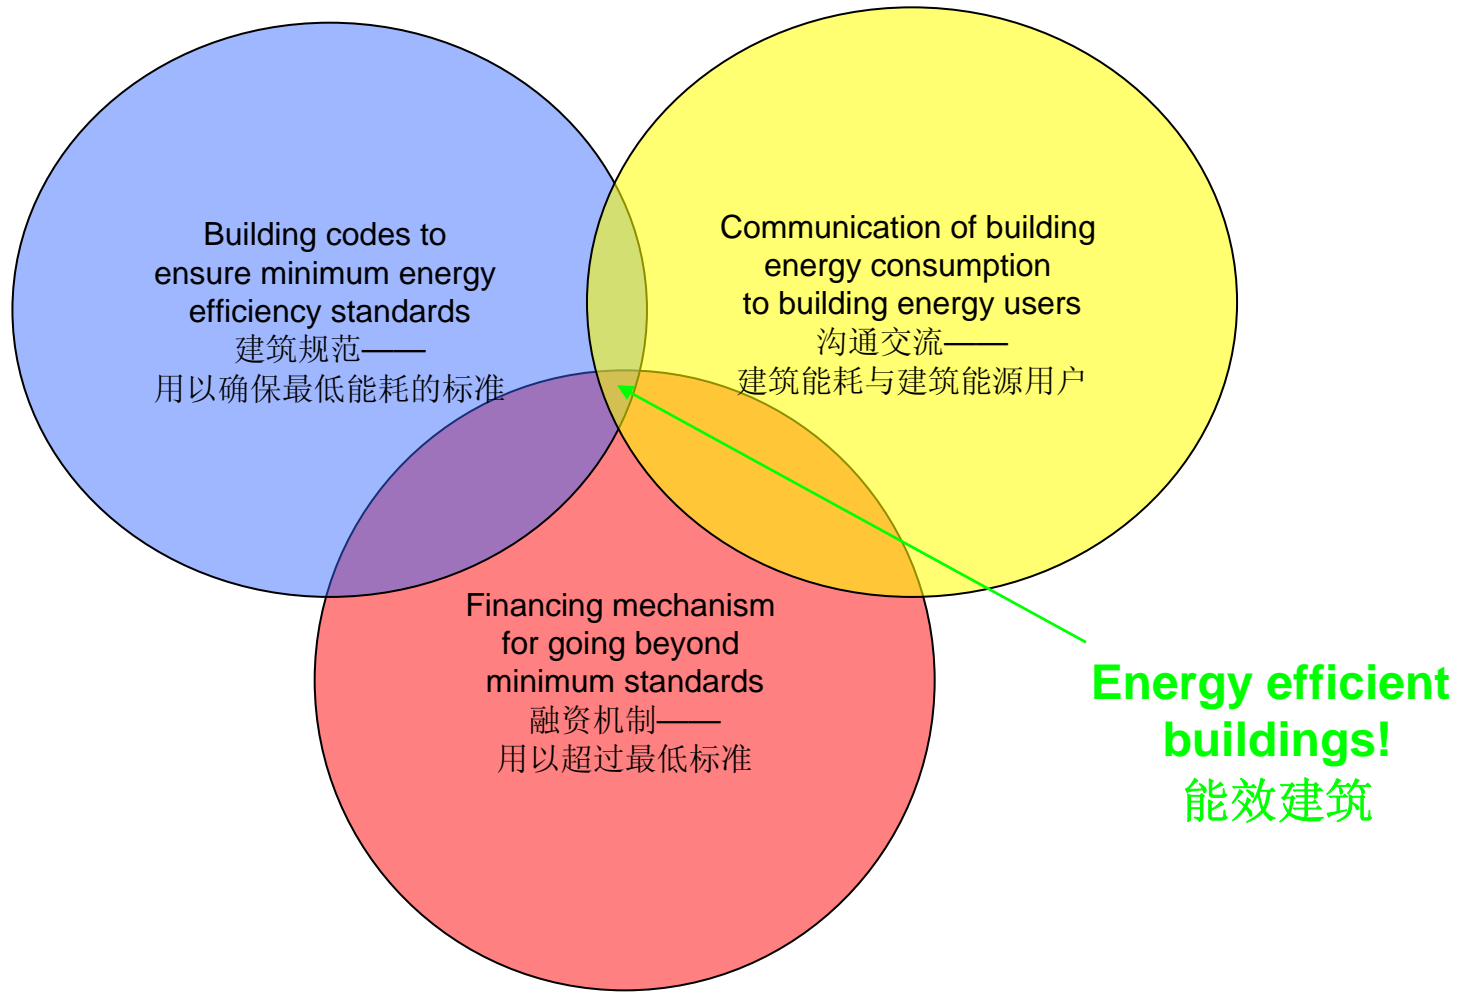 Building codes to
ensure minimum energy
efficiency standards
建筑规范——
用以确保最低能耗的标准
Communication of building
energy consumption
to building energy users
沟通交流——
建筑能耗与建筑能源用户
Financing mechanism
for going beyond
minimum standards
融资机制——
用以超过最低标准
Energy efficient
buildings!
能效建筑